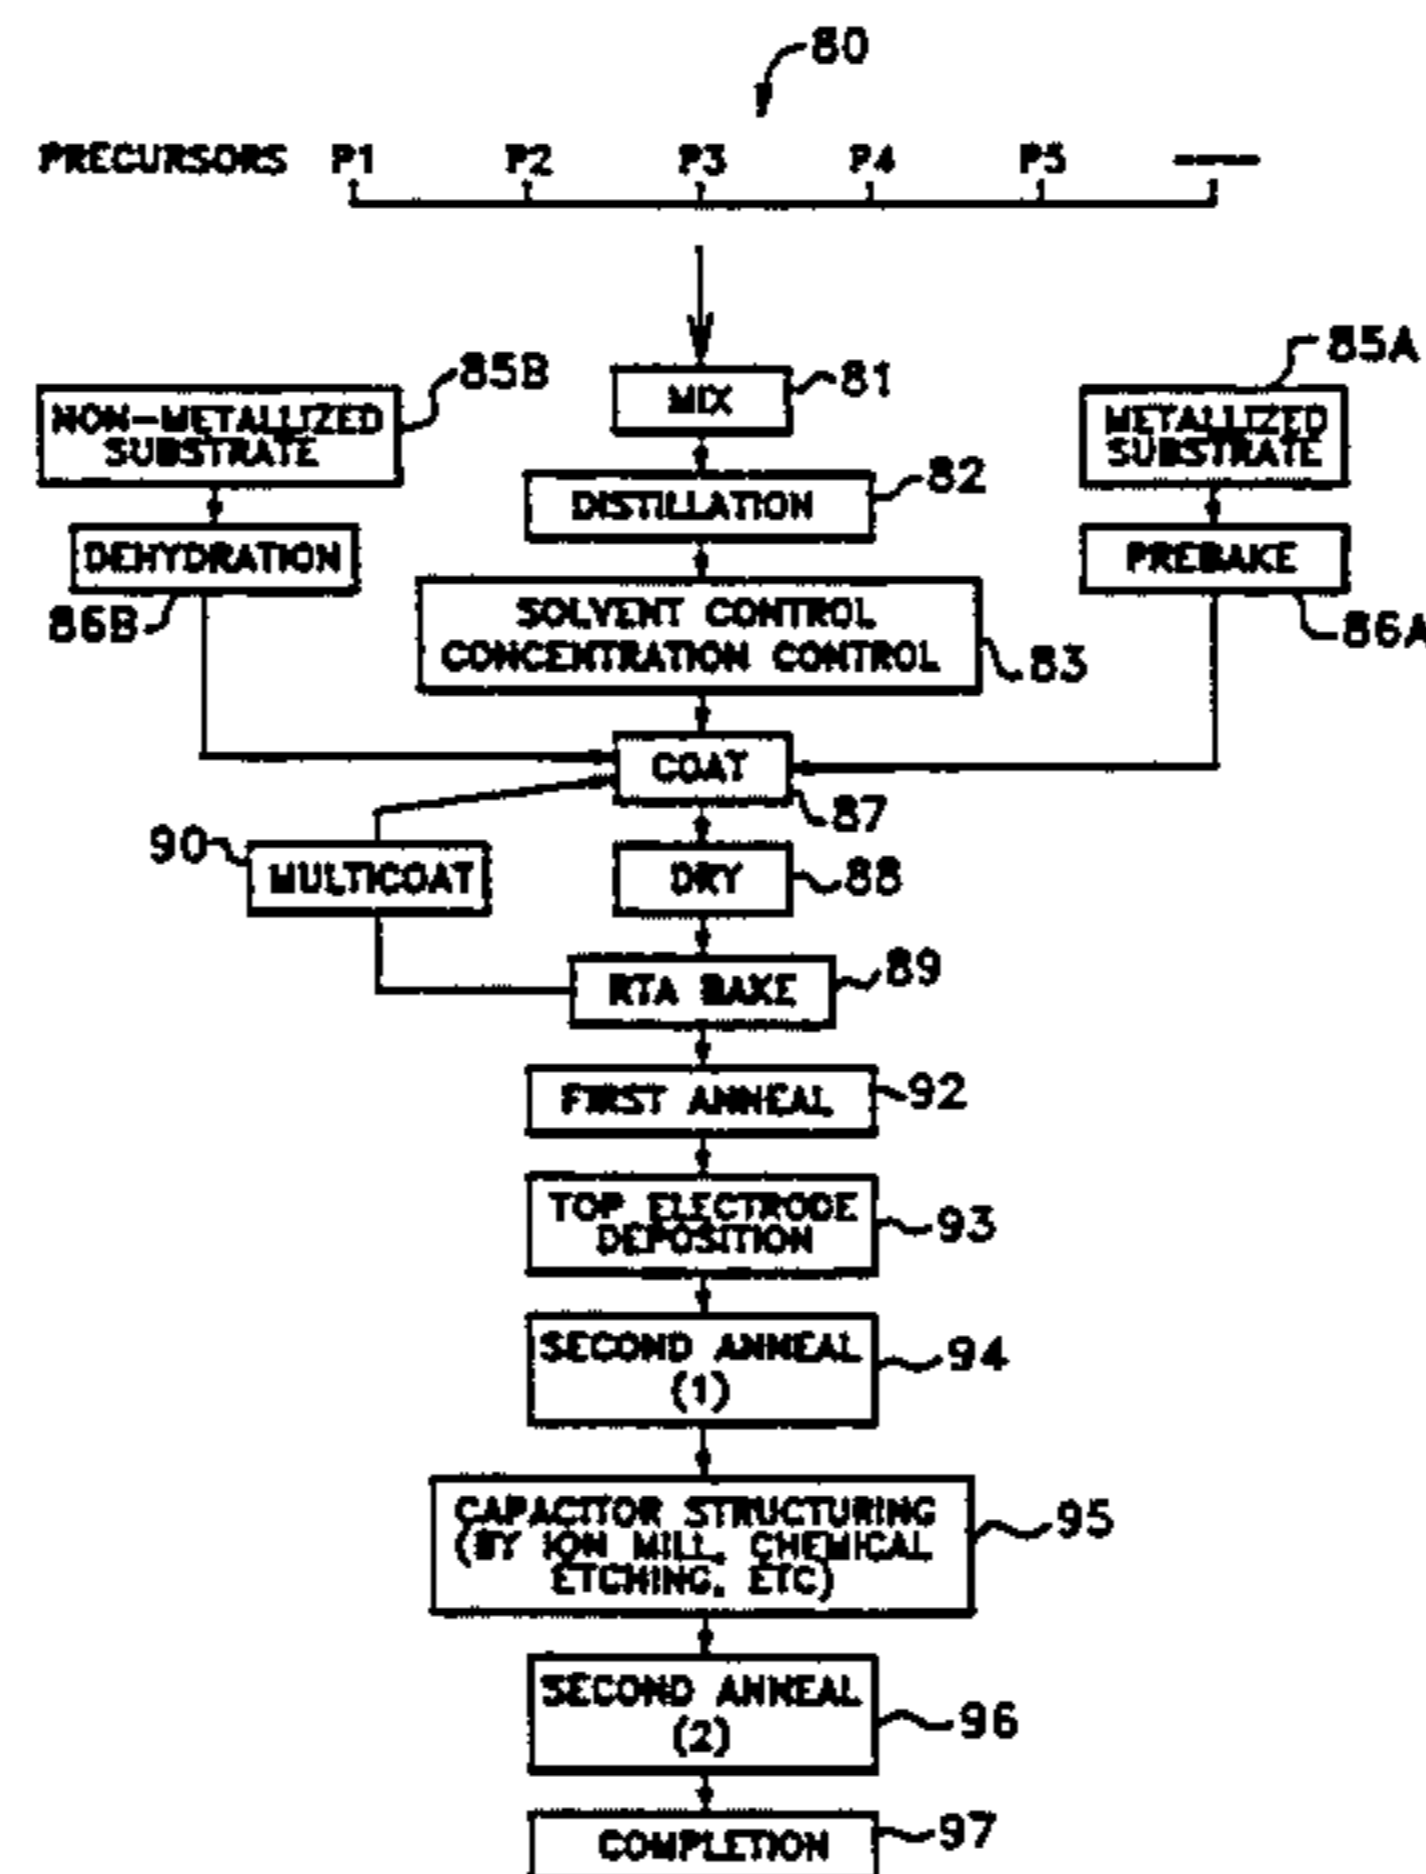 80
PRECURSORS P1 P2 P3 P4 P5 ----
85B
81
85A
NON-METALLIZED
SUBSTRATE
MIX
METALLIZED
SUBSTRATE
82
DISTILLATION
DEHYDRATION
PREBAKE
86B
SOLVENT CONTROL
CONCENTRATION CONTROL
83
86A
COAT
87
90
MULTICOAT
DRY
88
RTA BAKE
89
FIRST ANNEAL
92
TOP ELECTRODE
DEPOSITION
93
SECOND ANNEAL
(1)
94
CAPACITOR STRUCTURING
(BY ION MILL, CHEMICAL
ETCHING, ETC)
95
SECOND ANNEAL
(2)
96
COMPLETION
97